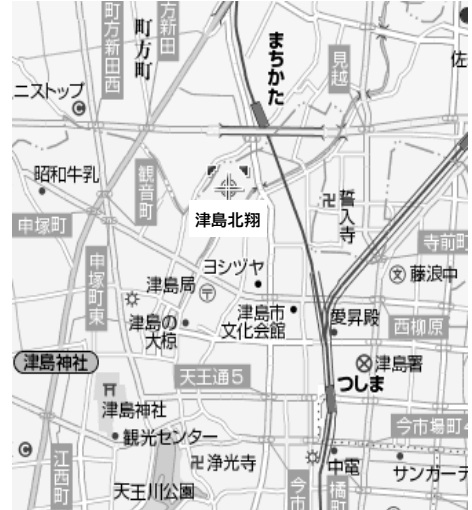 町方新田西
町方新田
町方町
まちかた
見越
佐
ニストップ
昭和牛乳
観音町
津島北翔
誓入寺
申塚町
寺前町
申塚町東
ヨシヅヤ
藤浪中
津島局
津島の
大椋
津島市
文化会館
愛昇殿
西柳原
津島神社
天王通5
津島署
つしま
津島神社
今市場町4
観光センター
江西町
浄光寺
中電
サンガーデ
天王川公園
今市
橘町